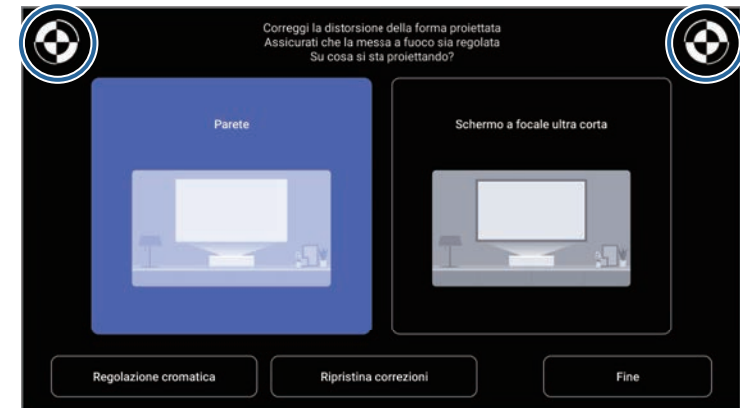 Correggi la distorsione della forma proiettata
Assicurati che la messa a fuoco sia regolata
Su cosa si sta proiettando?
Parete
Schermo a focale ultra corta
Regolazione cromatica
Ripristina correzioni
Fine